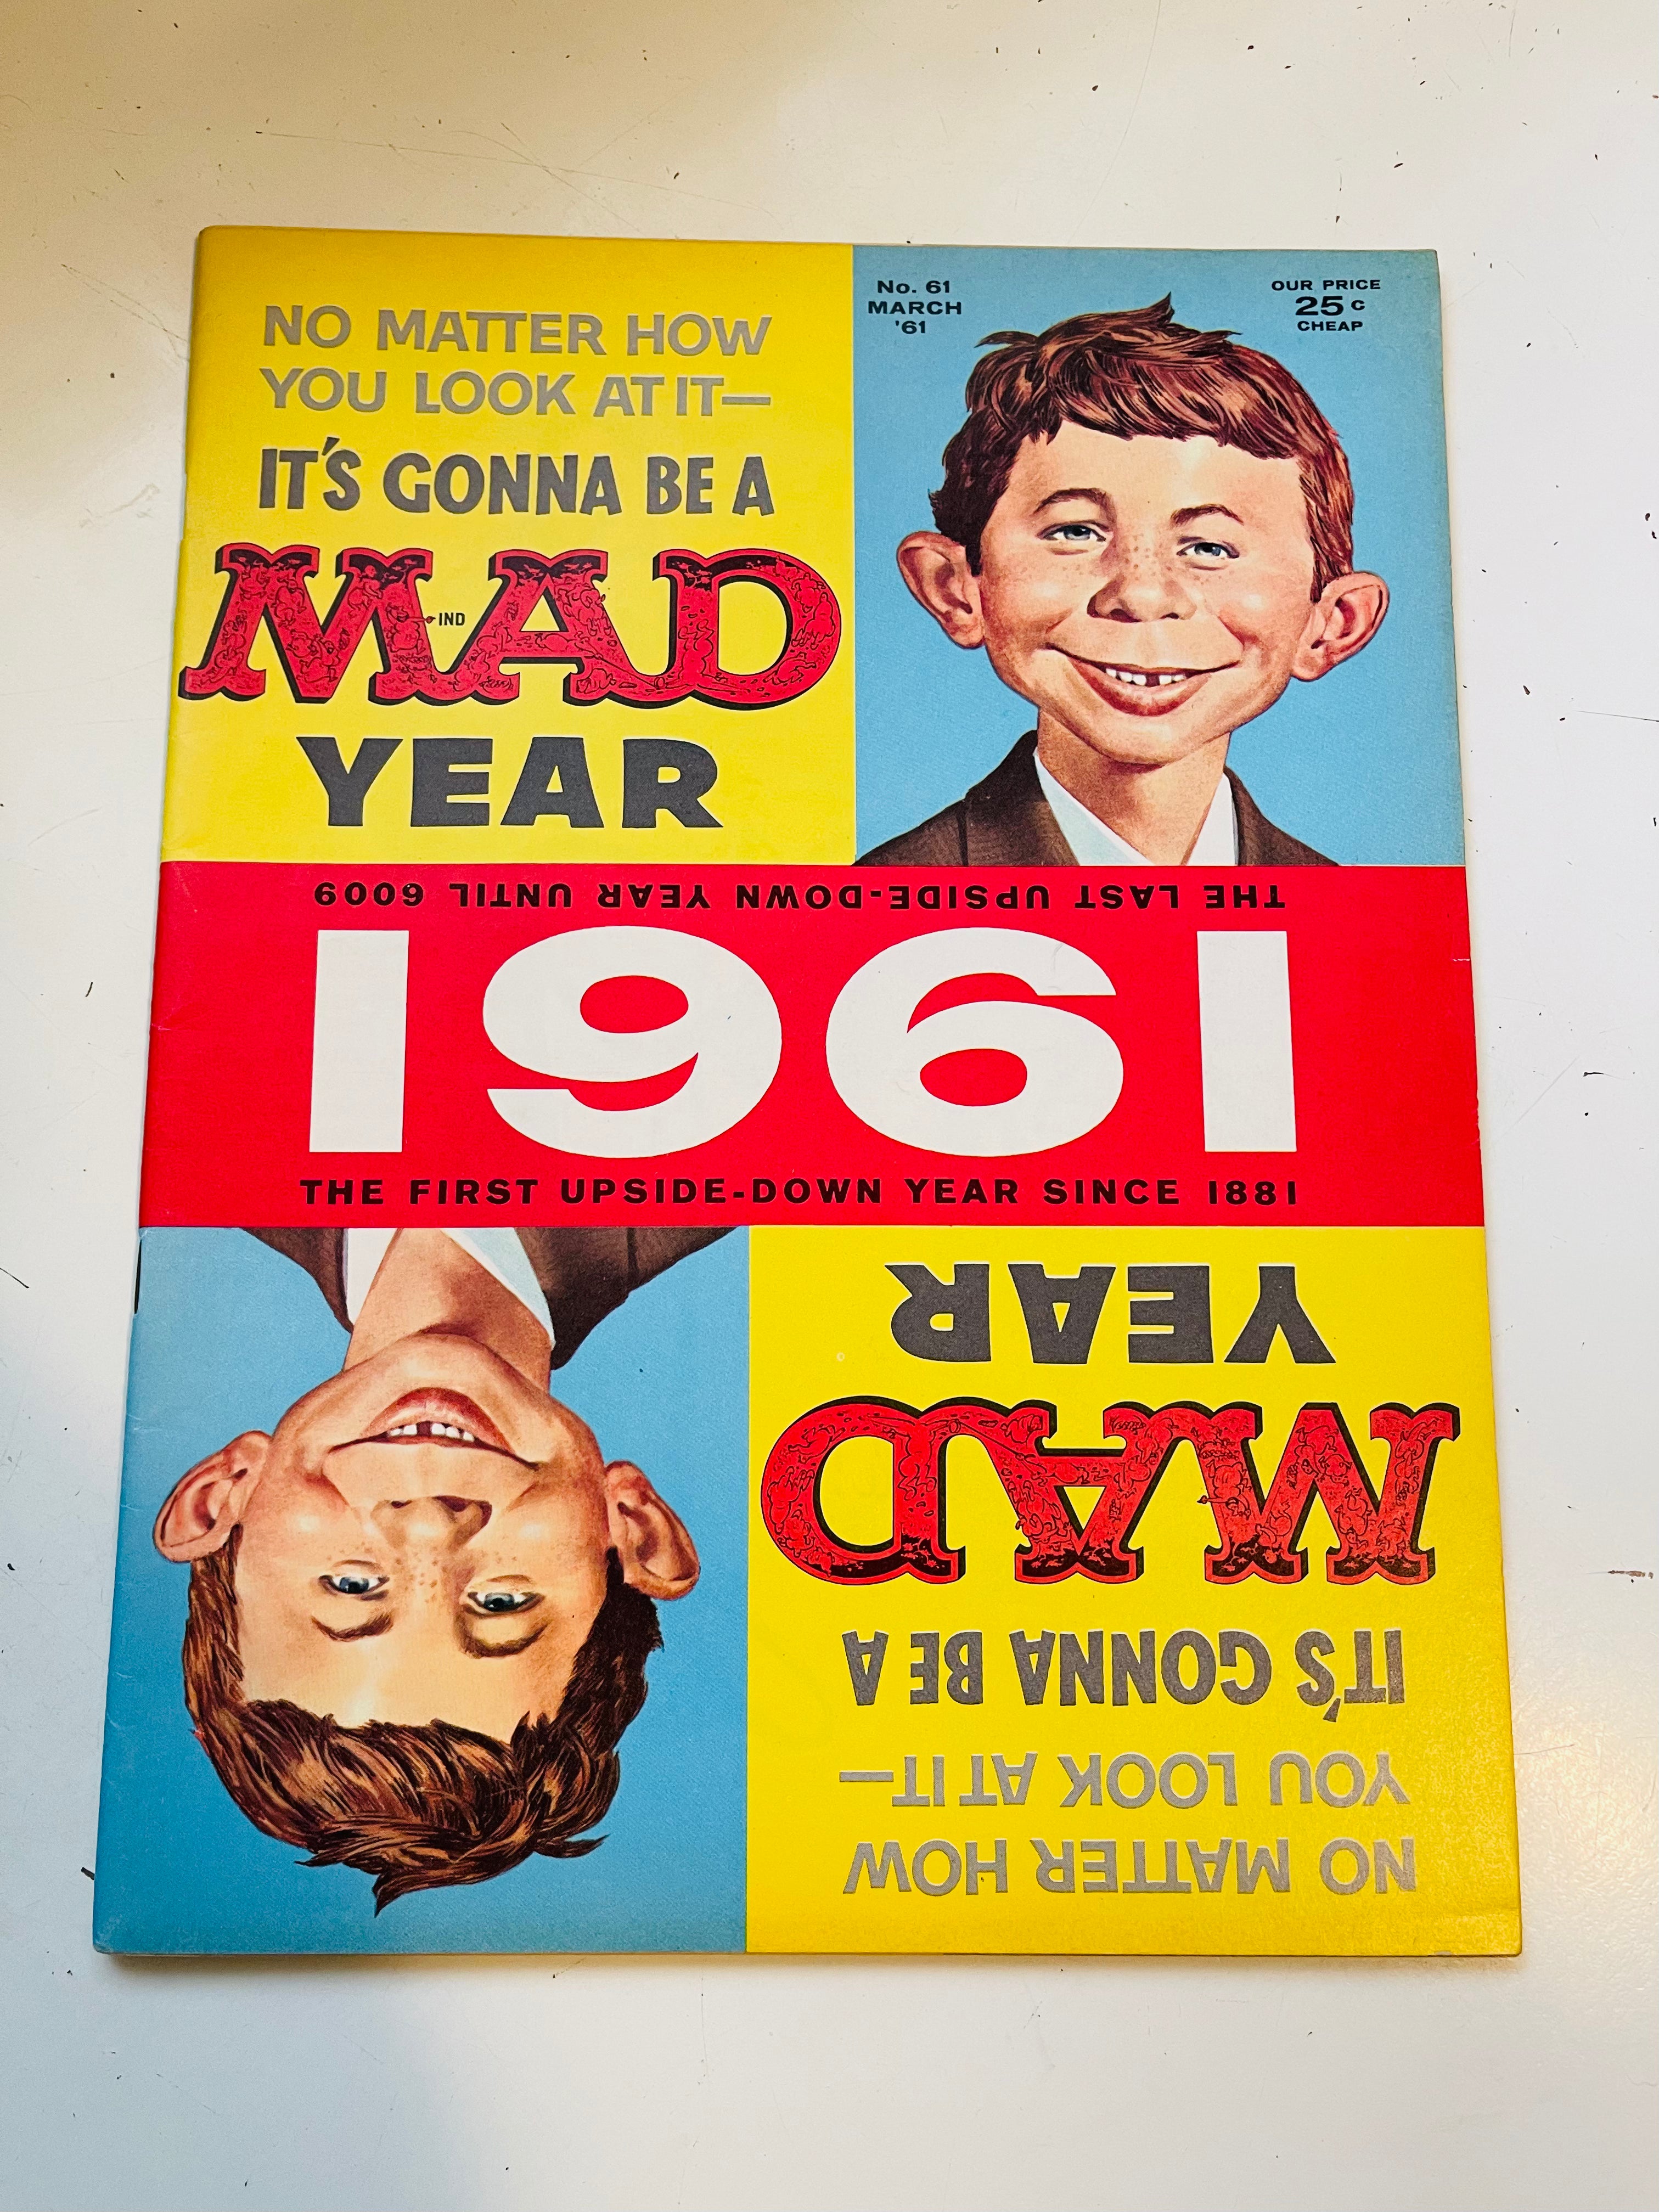 NO MATTER HOW
YOU LOOK AT IT—
IT'S GONNA BE A
MAD
IND
YEAR
No. 61
MARCH
'61
OUR PRICE
25c
CHEAP
THE LAST UPSIDE-DOWN YEAR UNTIL 6009
1961
THE FIRST UPSIDE-DOWN YEAR SINCE 1881
NO MATTER HOW
YOU LOOK AT IT—
IT'S GONNA BE A
MAD
YEAR